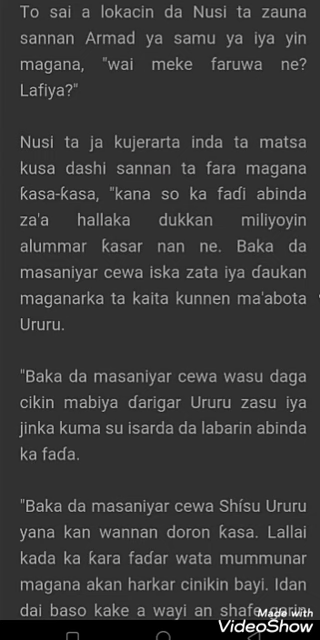 To sai a lokacin da Nusi ta zauna
sannan Armad ya samu ya iya yin
magana, "wai meke faruwa ne?
Lafiya?"
Nusi ta ja kujerarta inda ta matsa
kusa dashi sannan ta fara magana
ƙasa-ƙasa, "kana so ka faɗi abinda
za'a hallaka dukkan miliyoyin
alummar ƙasar nan ne. Baka da
masaniyar cewa iska zata iya ɗaukan
maganarka ta kaita kunnen ma'abota
Ururu.
"Baka da masaniyar cewa wasu daga
cikin mabiya ɗarigar Ururu zasu iya
jinka kuma su isarda da labarin abinda
ka faɗa.
"Baka da masaniyar cewa Shísu Ururu
yana kan wannan doron ƙasa. Lallai
kada ka ƙara faɗar wata mummunar
magana akan harkar cinikin bayi. Idan
dai baso kake a wayi an shafe
Made with
VideoShow